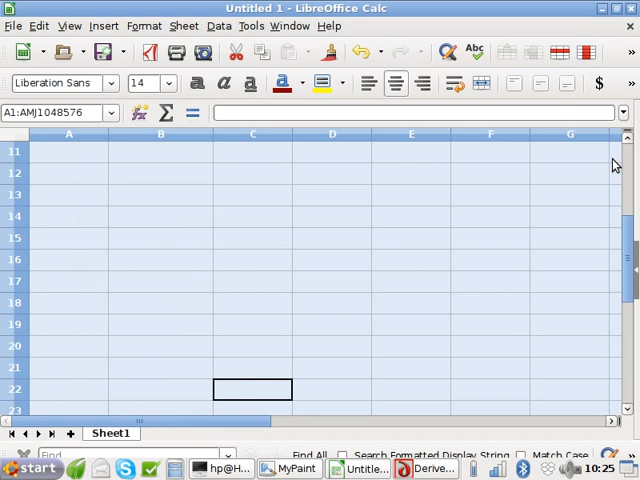 Untitled 1 - LibreOffice Calc
File Edit View Insert Format Sheet Data Tools Window Help
Abc
Liberation Sans 14 a a a a $
A1:AMJ1048576
A B C D E F G
11
12
13
14
15
16
17
18
19
20
21
22
23
Sheet1
Find Find All Search Formatted Display String Match Case
start hp@H... MyPaint Untitle... Derive... 10:25